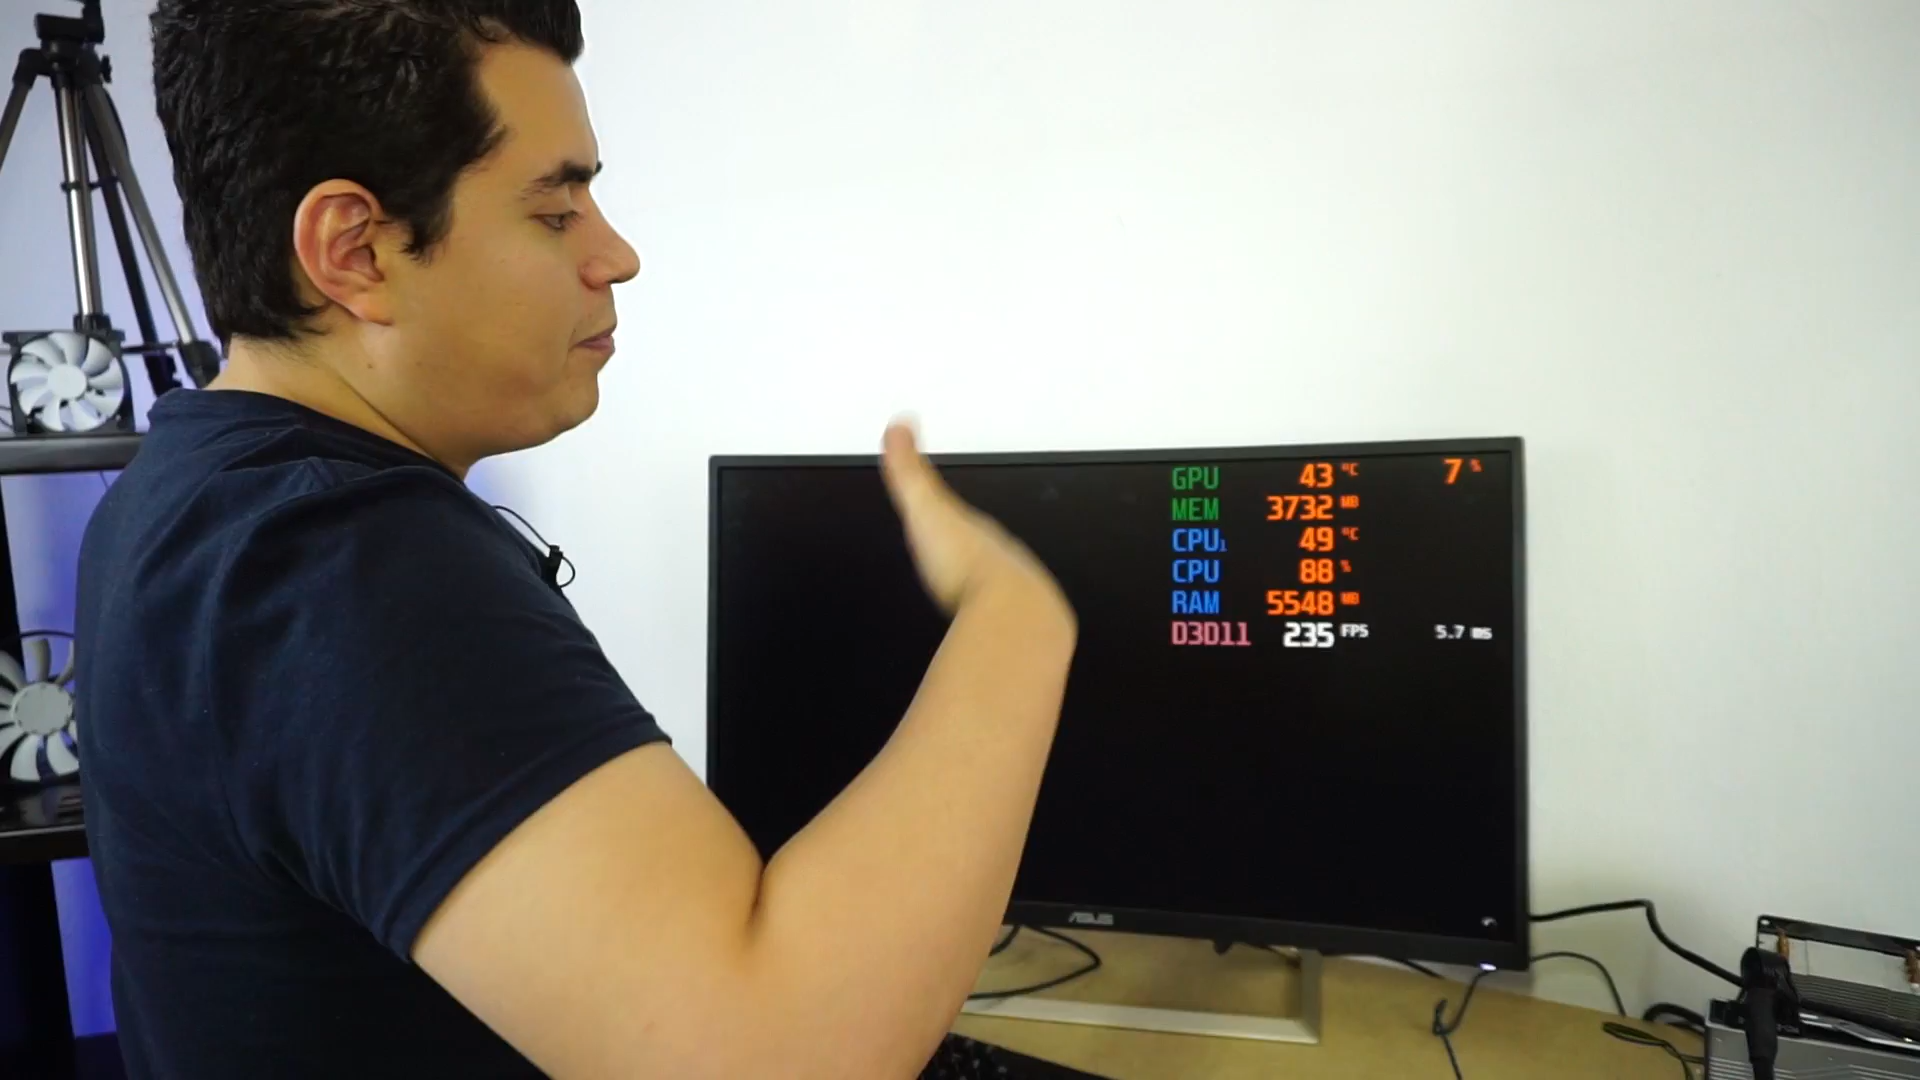 GPU 43 °C 7 %
MEM 3732 MB
CPU1 49 °C
CPU 88 %
RAM 5548 MB
D3D11 235 FPS 5.7 ms
ASUS